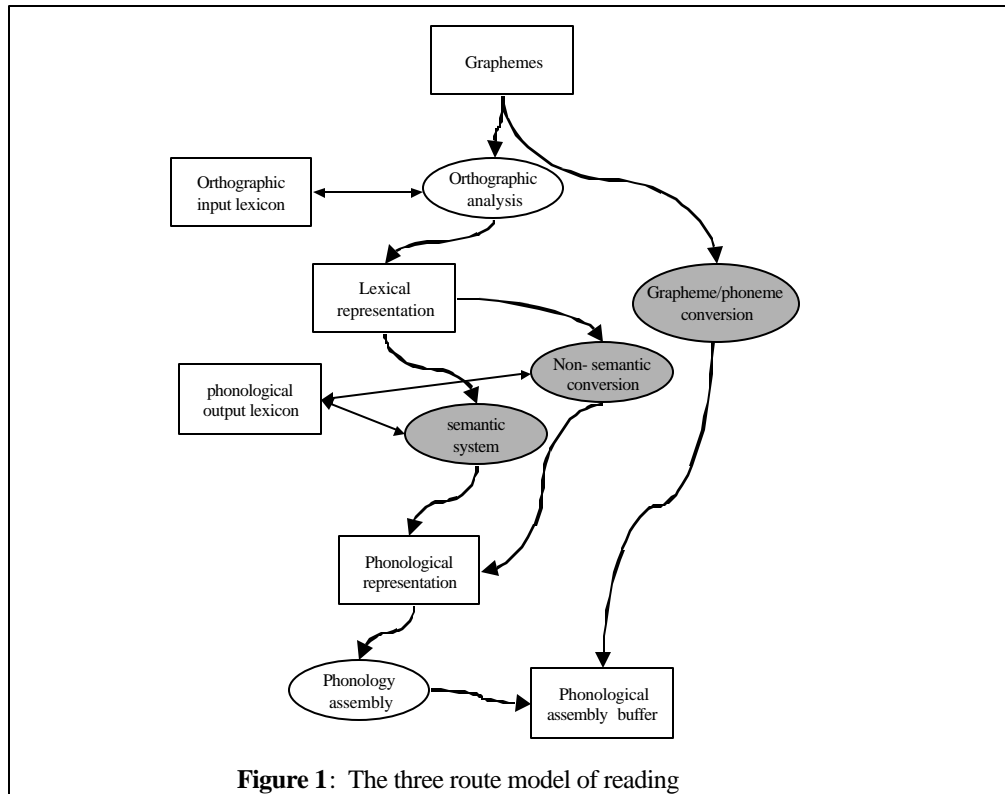 Graphemes
Orthographic
input lexicon
Orthographic
analysis
Lexical
representation
Grapheme/phoneme
conversion
Non- semantic
conversion
phonological
output lexicon
semantic
system
Phonological
representation
Phonology
assembly
Phonological
assembly buffer
Figure 1: The three route model of reading